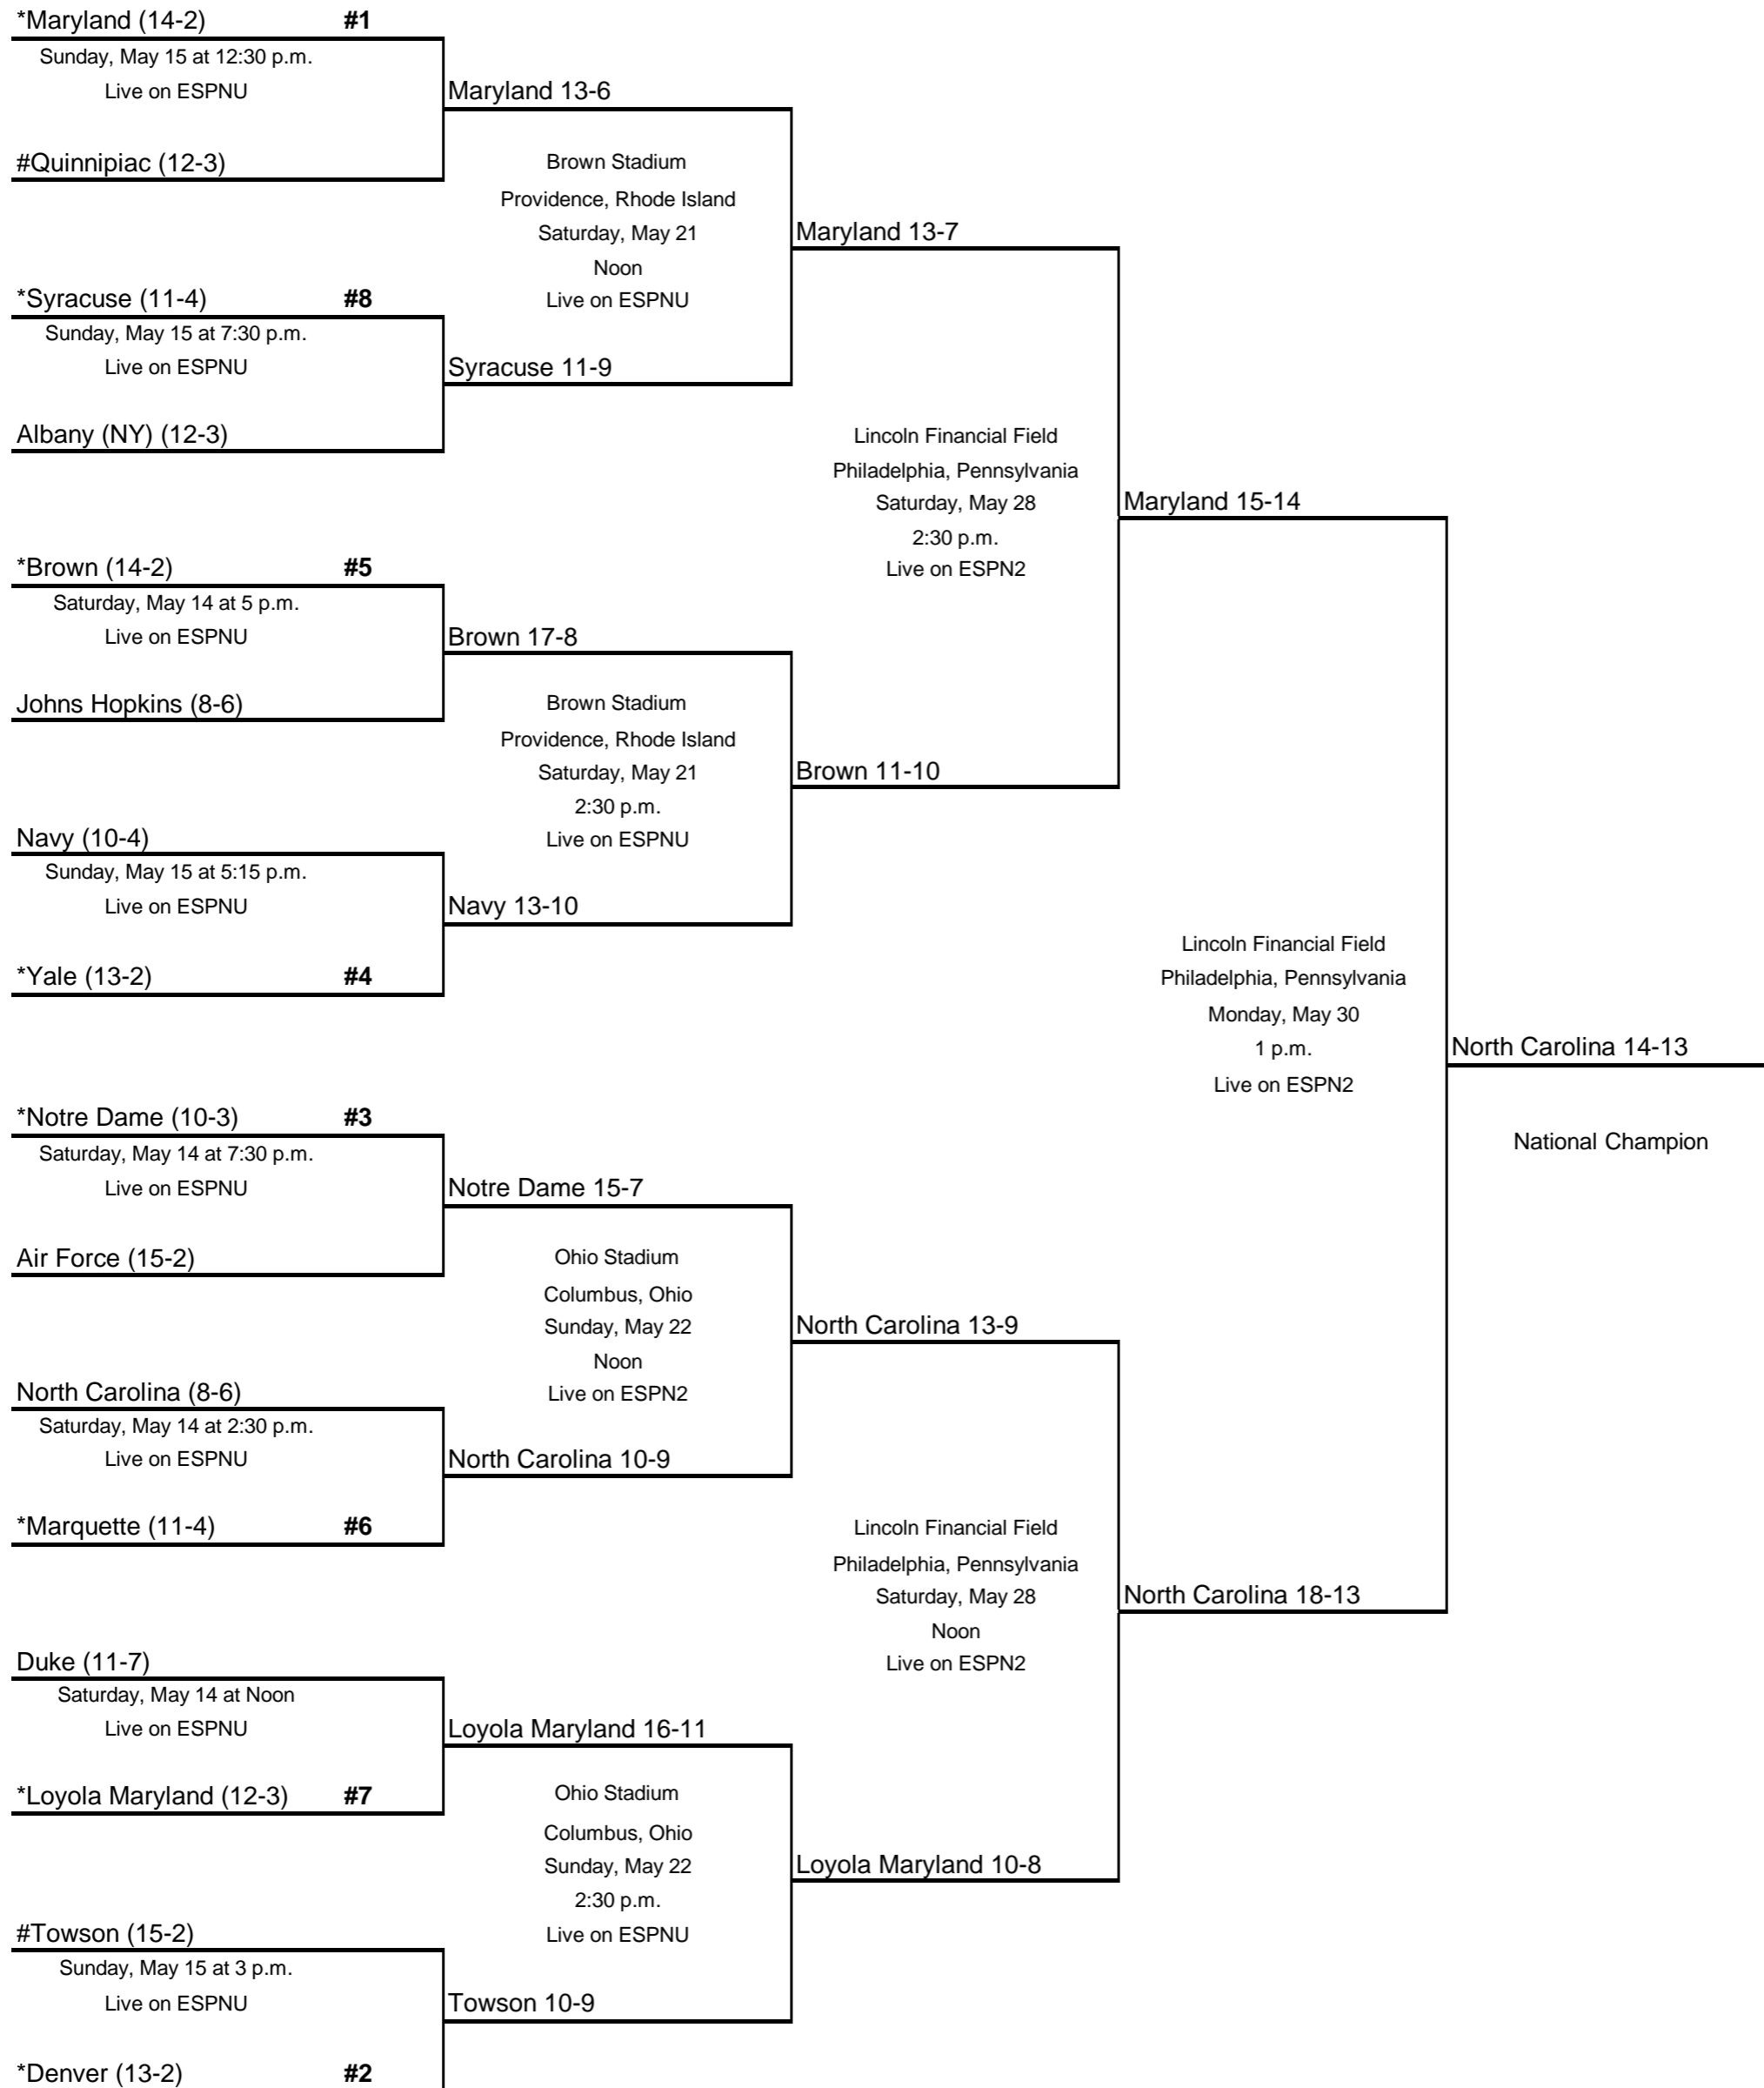 *Maryland (14-2) #1
Sunday, May 15 at 12:30 p.m.
Live on ESPNU
#Quinnipiac (12-3)
*Syracuse (11-4) #8
Sunday, May 15 at 7:30 p.m.
Live on ESPNU
Albany (NY) (12-3)
*Brown (14-2) #5
Saturday, May 14 at 5 p.m.
Live on ESPNU
Johns Hopkins (8-6)
Navy (10-4)
Sunday, May 15 at 5:15 p.m.
Live on ESPNU
*Yale (13-2) #4
*Notre Dame (10-3) #3
Saturday, May 14 at 7:30 p.m.
Live on ESPNU
Air Force (15-2)
North Carolina (8-6)
Saturday, May 14 at 2:30 p.m.
Live on ESPNU
*Marquette (11-4) #6
Duke (11-7)
Saturday, May 14 at Noon
Live on ESPNU
*Loyola Maryland (12-3) #7
#Towson (15-2)
Sunday, May 15 at 3 p.m.
Live on ESPNU
*Denver (13-2) #2
Maryland 13-6
Brown Stadium
Providence, Rhode Island
Saturday, May 21
Noon
Live on ESPNU
Syracuse 11-9
Brown 17-8
Brown Stadium
Providence, Rhode Island
Saturday, May 21
2:30 p.m.
Live on ESPNU
Navy 13-10
Notre Dame 15-7
Ohio Stadium
Columbus, Ohio
Sunday, May 22
Noon
Live on ESPN2
North Carolina 10-9
Loyola Maryland 16-11
Ohio Stadium
Columbus, Ohio
Sunday, May 22
2:30 p.m.
Live on ESPNU
Towson 10-9
Maryland 13-7
Lincoln Financial Field
Philadelphia, Pennsylvania
Saturday, May 28
2:30 p.m.
Live on ESPN2
Brown 11-10
North Carolina 13-9
Lincoln Financial Field
Philadelphia, Pennsylvania
Saturday, May 28
Noon
Live on ESPN2
Loyola Maryland 10-8
Maryland 15-14
Lincoln Financial Field
Philadelphia, Pennsylvania
Monday, May 30
1 p.m.
Live on ESPN2
North Carolina 18-13
North Carolina 14-13
National Champion